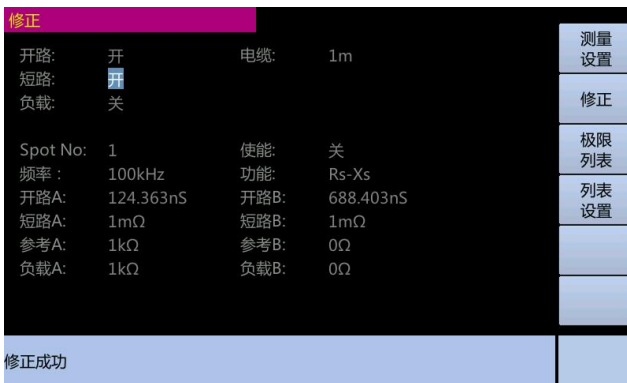 修正
开路: 开 电缆: 1m
短路: 开
负载: 关
Spot No: 1 使能: 关
频率： 100kHz 功能: Rs-Xs
开路A: 124.363nS 开路B: 688.403nS
短路A: 1mΩ 短路B: 1mΩ
参考A: 1kΩ 参考B: 0Ω
负载A: 1kΩ 负载B: 0Ω
修正成功
测量
设置
修正
极限
列表
列表
设置